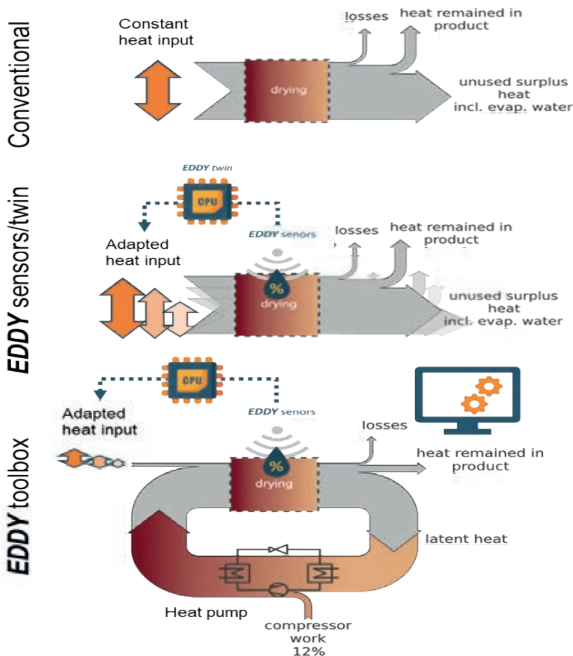 Conventional
Constant
heat input
drying
losses
heat remained in
product
unused surplus
heat
incl. evap. water
EDDY sensors/twin
EDDY twin
CPU
Adapted
heat input
EDDY senors
%
drying
losses
heat remained in
product
unused surplus
heat
incl. evap. water
EDDY toolbox
CPU
Adapted
heat input
EDDY senors
%
drying
losses
heat remained in
product
latent heat
Heat pump
compressor
work
12%